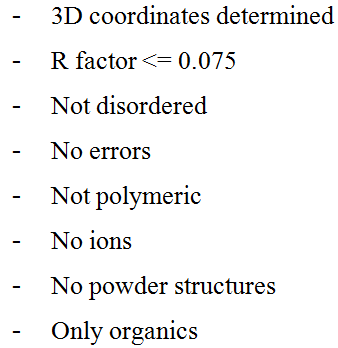 - 3D coordinates determined
- R factor <= 0.075
- Not disordered
- No errors
- Not polymeric
- No ions
- No powder structures
- Only organics